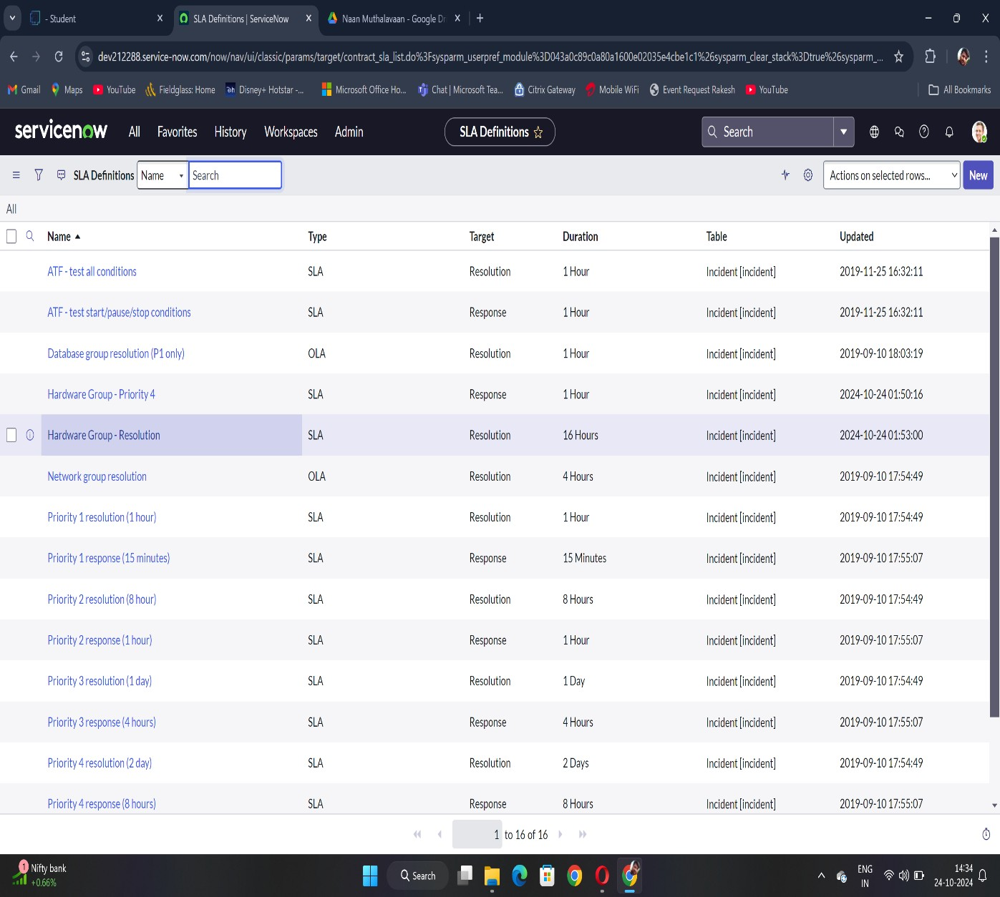 - Student
SLA Definitions | ServiceNow
Naan Muthalavaan - Google Dr
dev212288.service-now.com/now/nav/ui/classic/params/target/contract_sla_list.do%3Fsysparm_userpref_module%3D043a0c89c0a80a1600e02035e4cbe1c1%26sysparm_clear_stack%3Dtrue%26sysparm_...
Gmail Maps YouTube Fieldglass: Home Disney+ Hotstar -... Microsoft Office Ho... Chat | Microsoft Tea... Citrix Gateway Mobile WiFi Event Request Rakesh YouTube All Bookmarks
servicenow All Favorites History Workspaces Admin SLA Definitions Search
SLA Definitions Name Search Actions on selected rows... New
All
Name Type Target Duration Table Updated
ATF - test all conditions SLA Resolution 1 Hour Incident [incident] 2019-11-25 16:32:11
ATF - test start/pause/stop conditions SLA Response 1 Hour Incident [incident] 2019-11-25 16:32:11
Database group resolution (P1 only) OLA Resolution 1 Hour Incident [incident] 2019-09-10 18:03:19
Hardware Group - Priority 4 SLA Response 1 Hour Incident [incident] 2024-10-24 01:50:16
Hardware Group - Resolution SLA Resolution 16 Hours Incident [incident] 2024-10-24 01:53:00
Network group resolution OLA Resolution 4 Hours Incident [incident] 2019-09-10 17:54:49
Priority 1 resolution (1 hour) SLA Resolution 1 Hour Incident [incident] 2019-09-10 17:54:49
Priority 1 response (15 minutes) SLA Response 15 Minutes Incident [incident] 2019-09-10 17:55:07
Priority 2 resolution (8 hour) SLA Resolution 8 Hours Incident [incident] 2019-09-10 17:54:49
Priority 2 response (1 hour) SLA Response 1 Hour Incident [incident] 2019-09-10 17:55:07
Priority 3 resolution (1 day) SLA Resolution 1 Day Incident [incident] 2019-09-10 17:54:49
Priority 3 response (4 hours) SLA Response 4 Hours Incident [incident] 2019-09-10 17:55:07
Priority 4 resolution (2 day) SLA Resolution 2 Days Incident [incident] 2019-09-10 17:54:49
Priority 4 response (8 hours) SLA Response 8 Hours Incident [incident] 2019-09-10 17:55:07
1 to 16 of 16
1 Nifty bank
+0.66%
Search
ENG
IN
14:34
24-10-2024